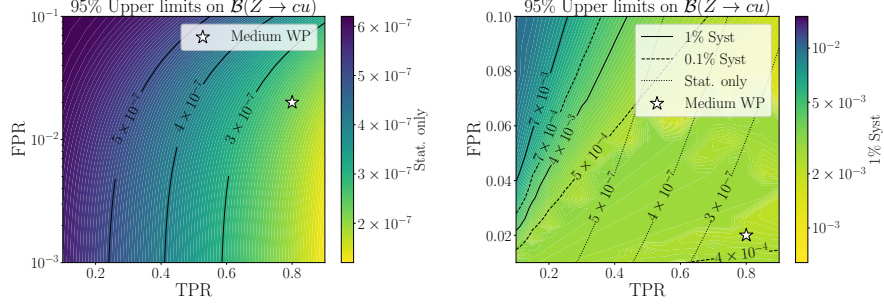 95% Upper limits on B(Z → cu)
Medium WP
5 × 10⁻⁷
4 × 10⁻⁷
3 × 10⁻⁷
10⁻¹
10⁻²
10⁻³
FPR
0.2
0.4
0.6
0.8
TPR
6 × 10⁻⁷
4 × 10⁻⁷
3 × 10⁻⁷
2 × 10⁻⁷
Stat. only
95% Upper limits on B(Z → cu)
1% Syst
0.1% Syst
Stat. only
Medium WP
7 × 10⁻³
7 × 10⁻⁴
4 × 10⁻³
5 × 10⁻⁴
5 × 10⁻⁷
4 × 10⁻⁷
3 × 10⁻⁷
4 × 10⁻⁴
0.10
0.08
0.06
0.04
0.02
FPR
0.2
0.4
0.6
0.8
TPR
10⁻²
5 × 10⁻³
3 × 10⁻³
10⁻³
1% Syst